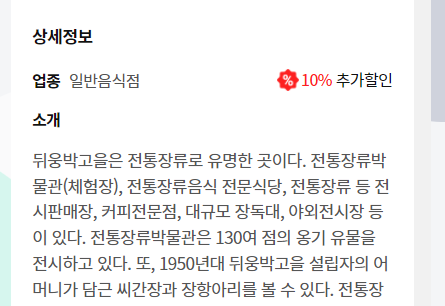 상세정보
업종 일반음식점 % 10% 추가할인
소개
뒤웅박고을은 전통장류로 유명한 곳이다. 전통장류박
물관(체험장), 전통장류음식 전문식당, 전통장류 등 전
시판매장, 커피전문점, 대규모 장독대, 야외전시장 등
이 있다. 전통장류박물관은 130여 점의 옹기 유물을
전시하고 있다. 또, 1950년대 뒤웅박고을 설립자의 어
머니가 담근 씨간장과 장항아리를 볼 수 있다. 전통장